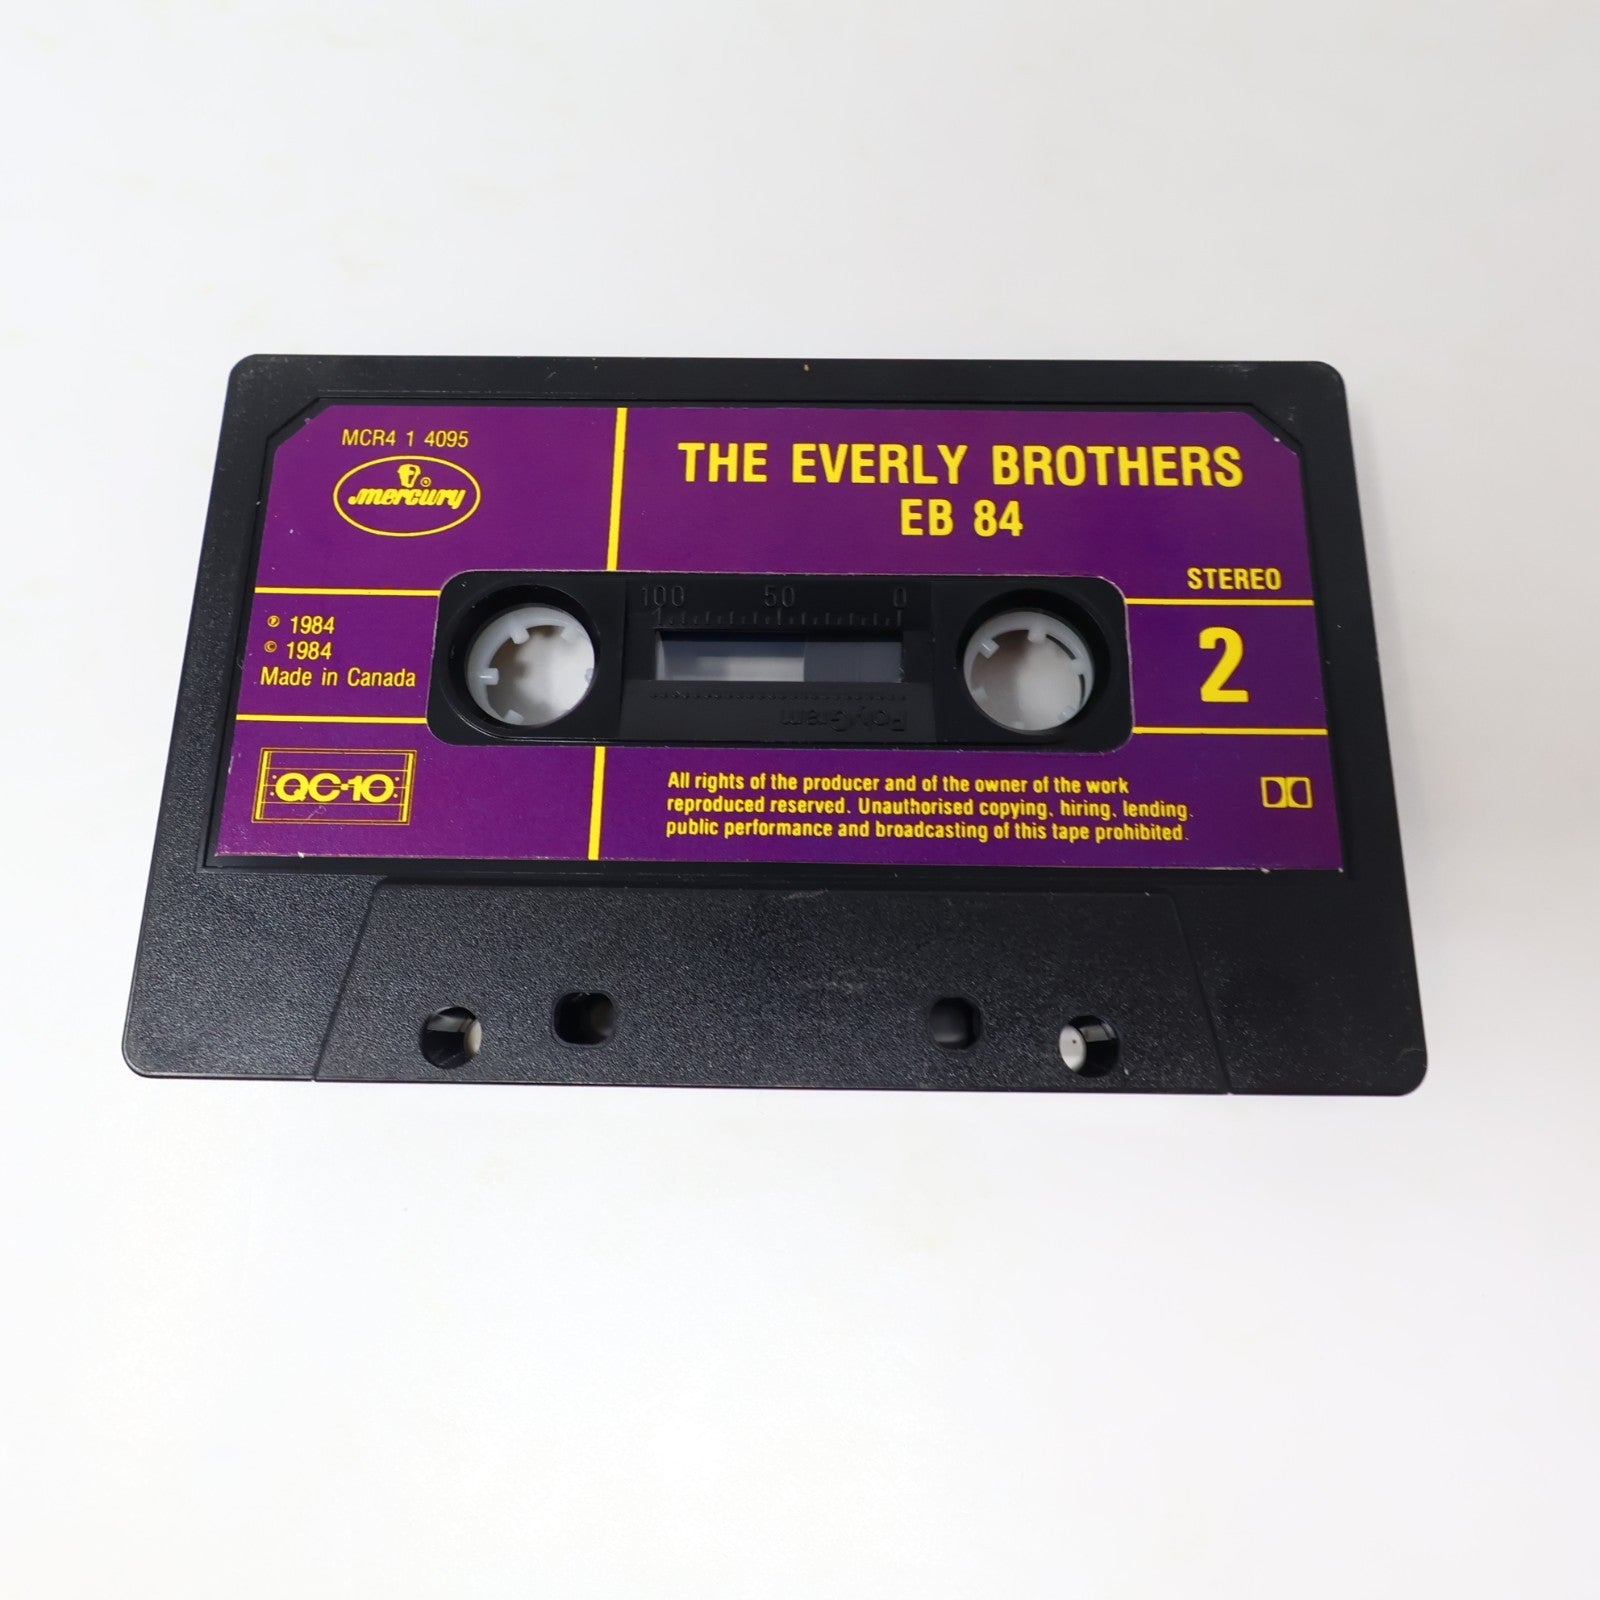 MCR4 1 4095
mercury
THE EVERLY BROTHERS
EB 84
STEREO
℗ 1984
© 1984
Made in Canada
100 50 0
PolyGram
2
QC-10
All rights of the producer and of the owner of the work
reproduced reserved. Unauthorised copying, hiring, lending,
public performance and broadcasting of this tape prohibited.